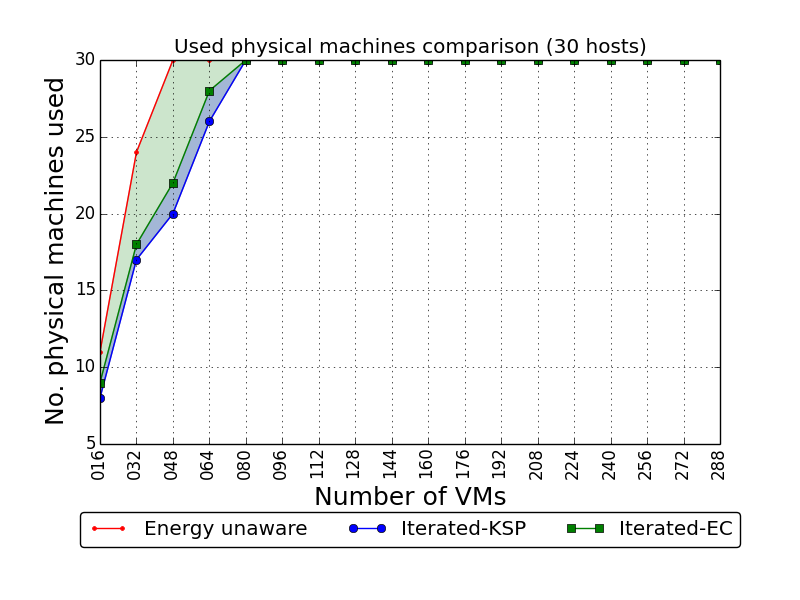 Used physical machines comparison (30 hosts)
30
25
20
15
10
5
No. physical machines used
016 032 048 064 080 096 112 128 144 160 176 192 208 224 240 256 272 288
Number of VMs
Energy unaware Iterated-KSP Iterated-EC